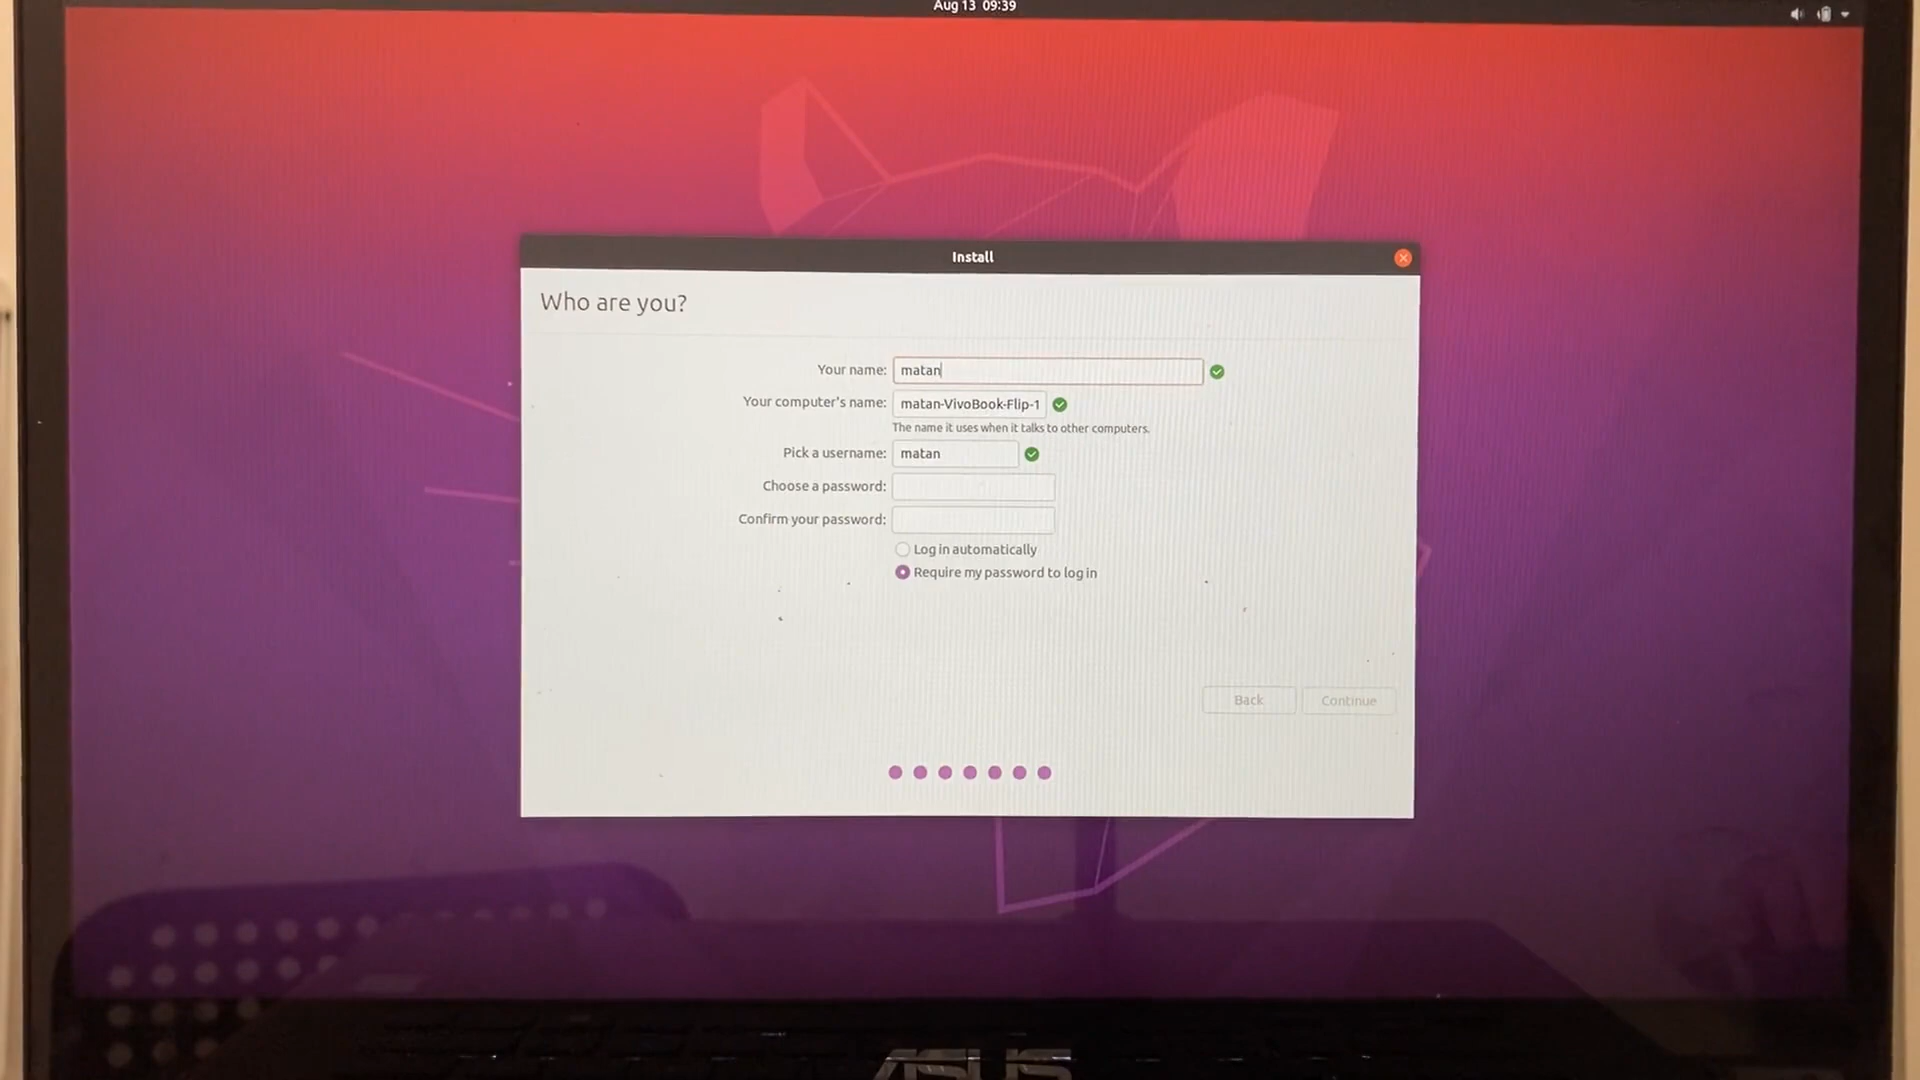 Aug 13 09:39
Install
Who are you?
Your name: matan
Your computer's name: matan-VivoBook-Flip-1
The name it uses when it talks to other computers.
Pick a username: matan
Choose a password:
Confirm your password:
Log in automatically
Require my password to log in
Back Continue
ASUS